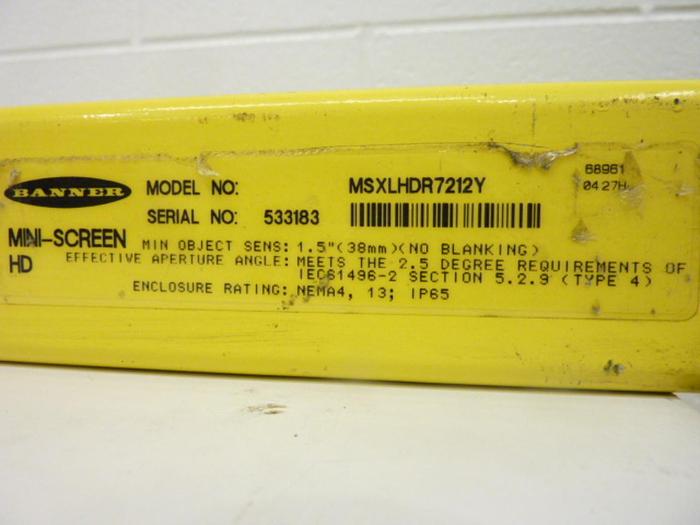 BANNER
MODEL NO: MSXLHDR7212Y
68961
0427H
SERIAL NO: 533183
MINI-SCREEN HD
MIN OBJECT SENS: 1.5"(38mm)(NO BLANKING)
EFFECTIVE APERTURE ANGLE: MEETS THE 2.5 DEGREE REQUIREMENTS OF
IEC61496-2 SECTION 5.2.9 (TYPE 4)
ENCLOSURE RATING: NEMA4, 13; IP65